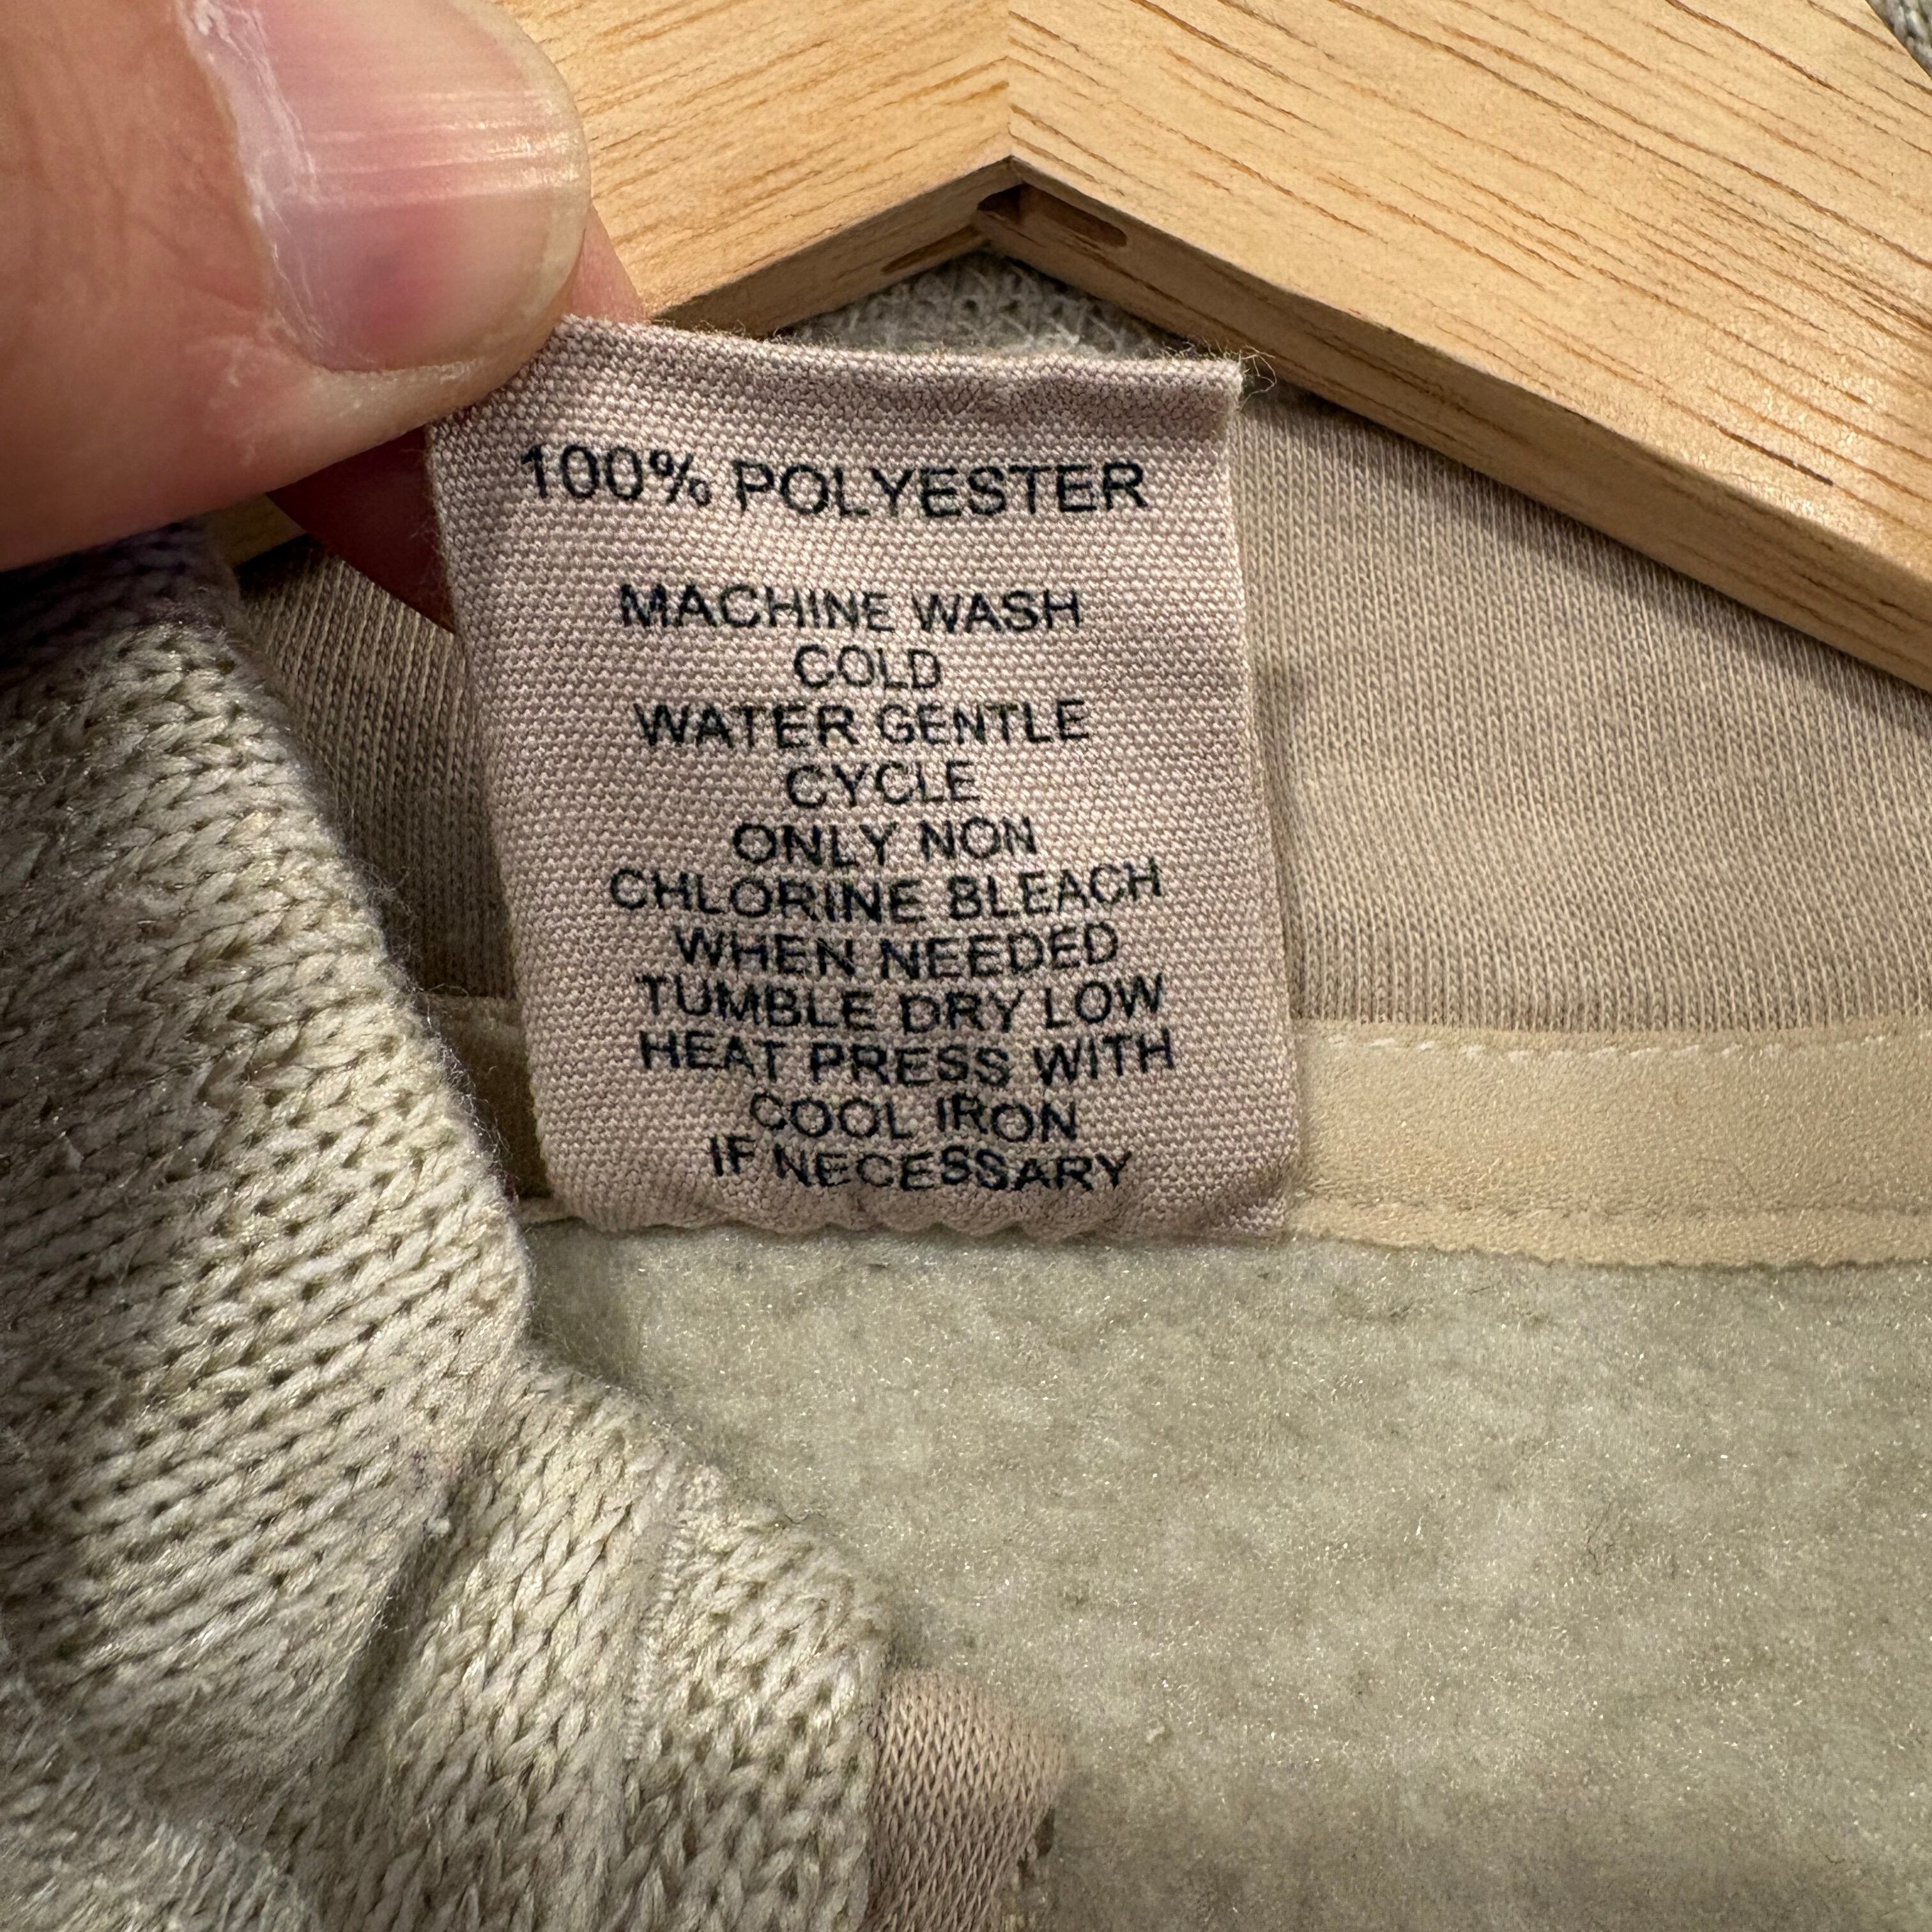 100% POLYESTER
MACHINE WASH
COLD
WATER GENTLE
CYCLE
ONLY NON
CHLORINE BLEACH
WHEN NEEDED
TUMBLE DRY LOW
HEAT PRESS WITH
COOL IRON
IF NECESSARY